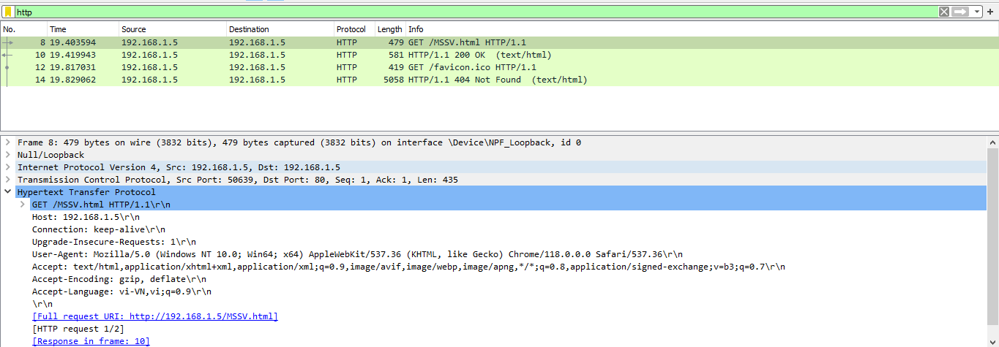 http
No. Time Source Destination Protocol Length Info
8 19.403594 192.168.1.5 192.168.1.5 HTTP 479 GET /MSSV.html HTTP/1.1
10 19.419943 192.168.1.5 192.168.1.5 HTTP 581 HTTP/1.1 200 OK (text/html)
12 19.817031 192.168.1.5 192.168.1.5 HTTP 419 GET /favicon.ico HTTP/1.1
14 19.829062 192.168.1.5 192.168.1.5 HTTP 5058 HTTP/1.1 404 Not Found (text/html)
Frame 8: 479 bytes on wire (3832 bits), 479 bytes captured (3832 bits) on interface \Device\NPF_Loopback, id 0
Null/Loopback
Internet Protocol Version 4, Src: 192.168.1.5, Dst: 192.168.1.5
Transmission Control Protocol, Src Port: 50639, Dst Port: 80, Seq: 1, Ack: 1, Len: 435
Hypertext Transfer Protocol
GET /MSSV.html HTTP/1.1\r\n
Host: 192.168.1.5\r\n
Connection: keep-alive\r\n
Upgrade-Insecure-Requests: 1\r\n
User-Agent: Mozilla/5.0 (Windows NT 10.0; Win64; x64) AppleWebKit/537.36 (KHTML, like Gecko) Chrome/118.0.0.0 Safari/537.36\r\n
Accept: text/html,application/xhtml+xml,application/xml;q=0.9,image/avif,image/webp,image/apng,*/*;q=0.8,application/signed-exchange;v=b3;q=0.7\r\n
Accept-Encoding: gzip, deflate\r\n
Accept-Language: vi-VN,vi;q=0.9\r\n
\r\n
[Full request URI: http://192.168.1.5/MSSV.html]
[HTTP request 1/2]
[Response in frame: 10]